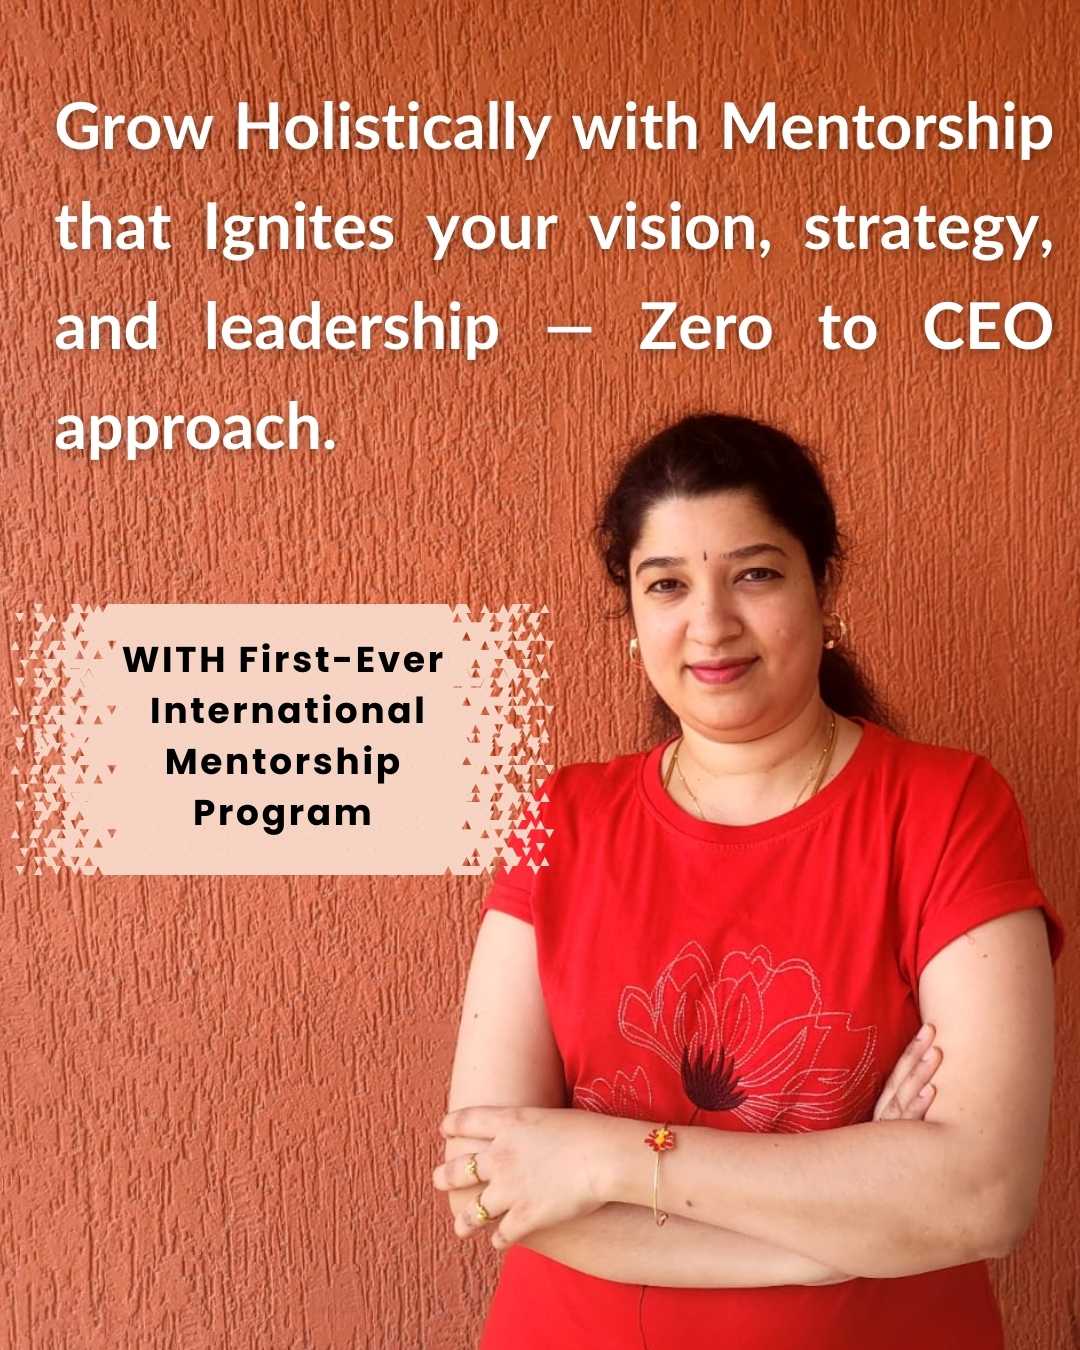 Grow Holistically with Mentorship
that Ignites your vision, strategy,
and leadership — Zero to CEO
approach.
WITH First-Ever
International
Mentorship
Program